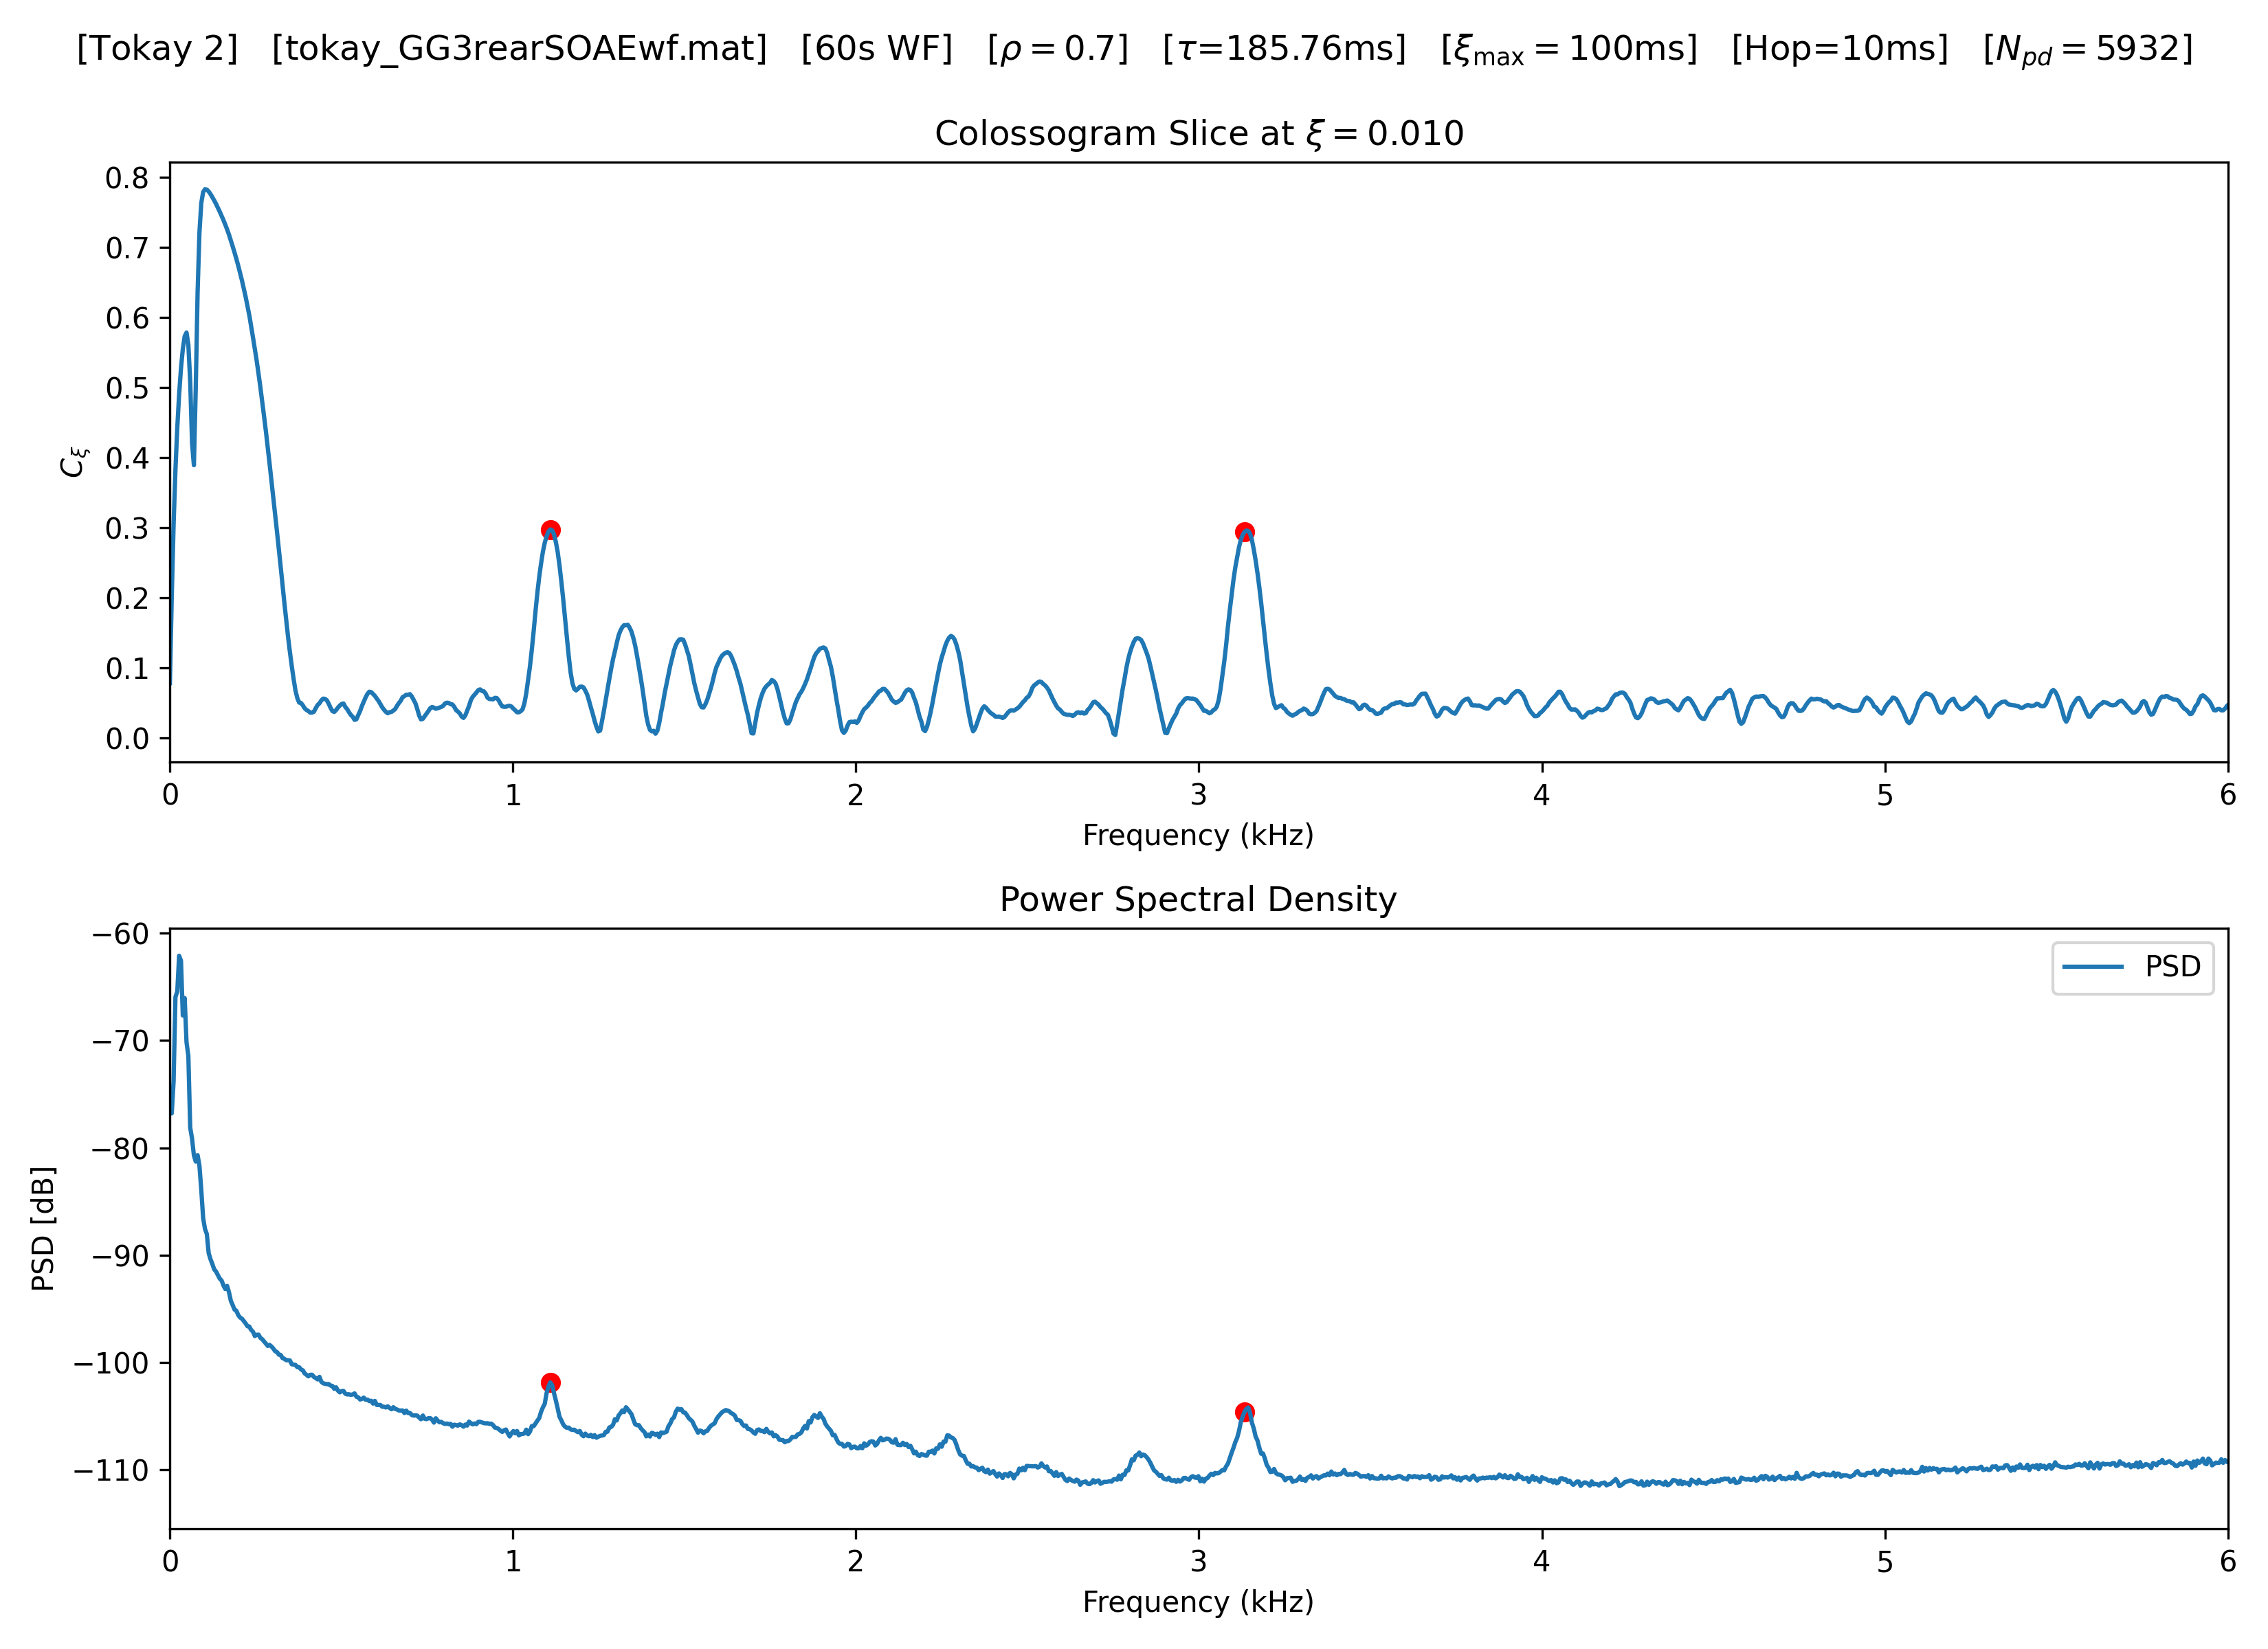 [Tokay 2] [tokay_GG3rearSOAEwf.mat] [60s WF] [ρ = 0.7] [τ=185.76ms] [ξmax = 100ms] [Hop=10ms] [Npd = 5932]
Colossogram Slice at ξ = 0.010
0.8
0.7
0.6
0.5
0.4
0.3
0.2
0.1
0.0
Cξ
0 1 2 3 4 5 6
Frequency (kHz)
Power Spectral Density
−60
−70
−80
−90
−100
−110
PSD [dB]
PSD
0 1 2 3 4 5 6
Frequency (kHz)